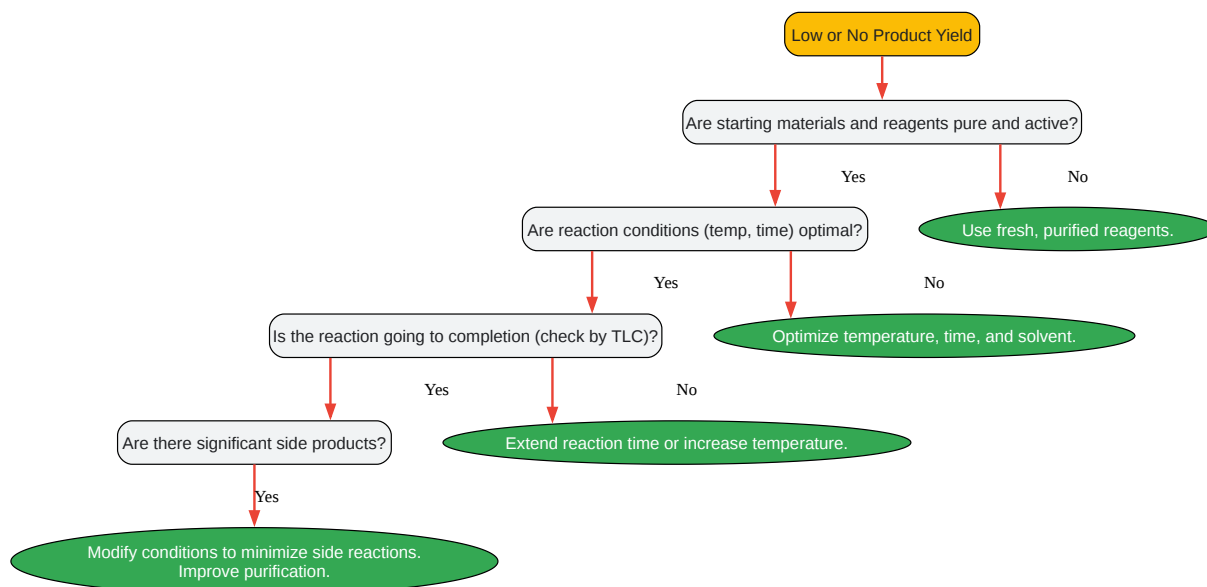 Low or No Product Yield
Are starting materials and reagents pure and active?
Yes
No
Are reaction conditions (temp, time) optimal?
Use fresh, purified reagents.
Yes
No
Is the reaction going to completion (check by TLC)?
Optimize temperature, time, and solvent.
Yes
No
Are there significant side products?
Extend reaction time or increase temperature.
Yes
Modify conditions to minimize side reactions.
Improve purification.